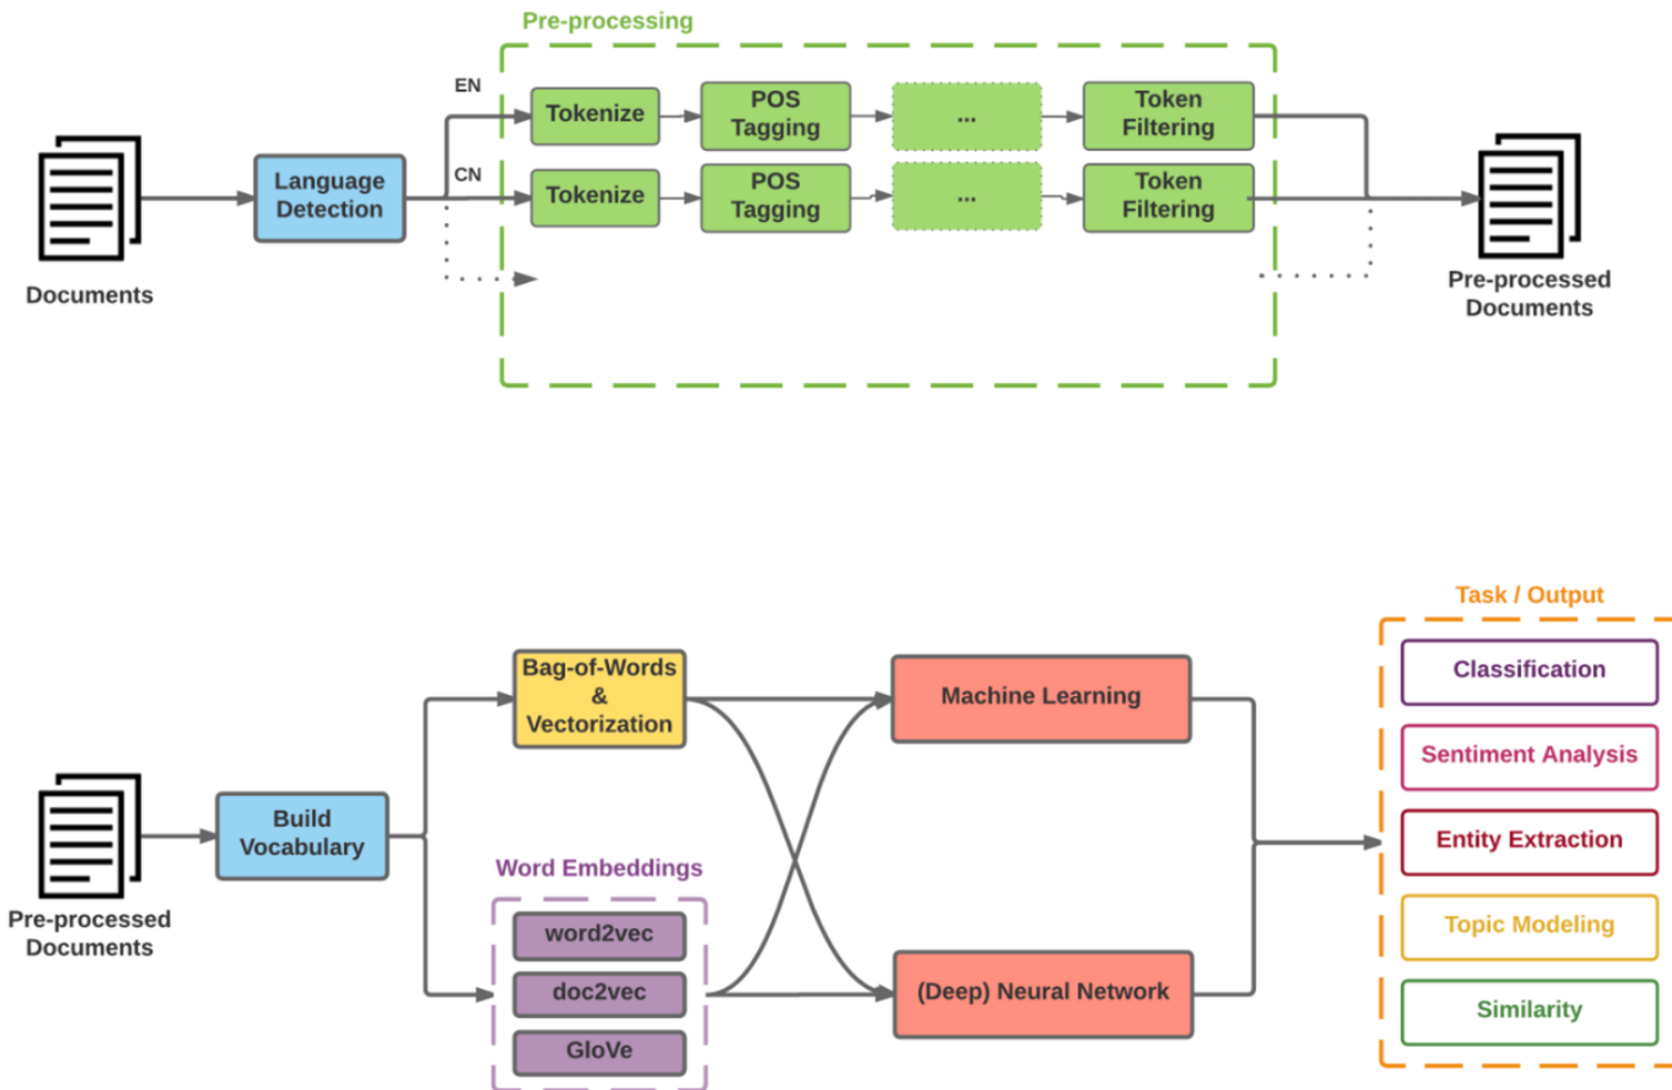 Pre-processing
EN
Tokenize
POS
Tagging
...
Token
Filtering
Language
Detection
CN
Tokenize
POS
Tagging
...
Token
Filtering
Documents
Pre-processed
Documents
Task / Output
Bag-of-Words
&
Vectorization
Machine Learning
Classification
Sentiment Analysis
Build
Vocabulary
Entity Extraction
Word Embeddings
Pre-processed
Documents
word2vec
doc2vec
GloVe
(Deep) Neural Network
Topic Modeling
Similarity